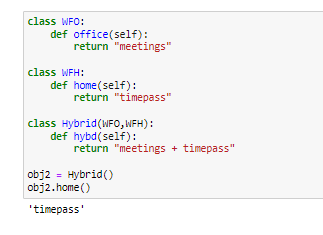 class WFO:
    def office(self):
        return "meetings"
class WFH:
    def home(self):
        return "timepass"
class Hybrid(WFO,WFH):
    def hybd(self):
        return "meetings + timepass"
obj2 = Hybrid()
obj2.home()
'timepass'